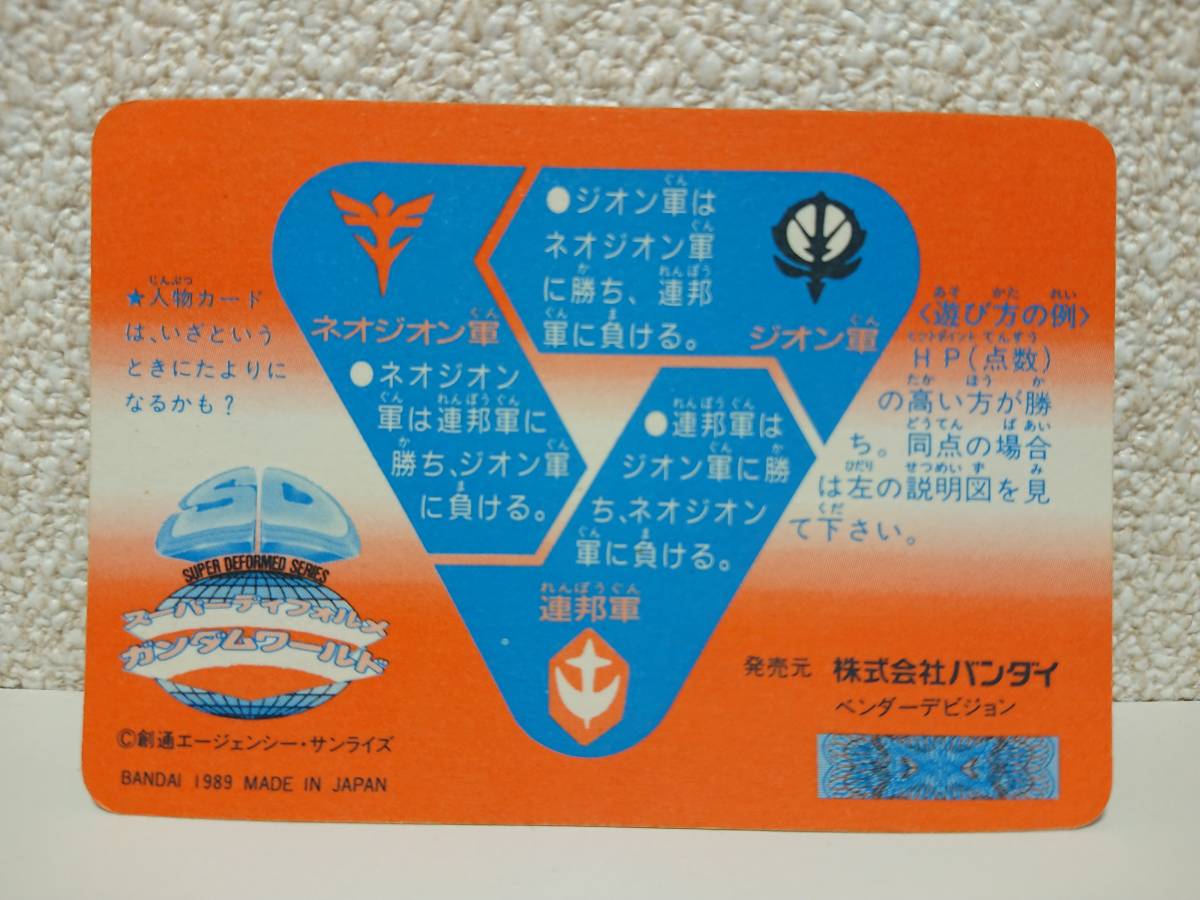 ★人物カード
は、いざという
ときにたよりに
なるかも?
ネオジオン軍
●ネオジオン
軍は連邦軍に
勝ち、ジオン軍
に負ける。
●ジオン軍は
ネオジオン軍
に勝ち、連邦
軍に負ける。
ジオン軍
●連邦軍は
ジオン軍に勝
ち、ネオジオン
軍に負ける。
連邦軍
〈遊び方の例〉
HP(点数)
の高い方が勝
ち。同点の場合
は左の説明図を見
て下さい。
SD
SUPER DEFORMED SERIES
スーパーディフォルメ
ガンダムワールド
©創通エージェンシー・サンライズ
BANDAI 1989 MADE IN JAPAN
発売元 株式会社バンダイ
ベンダーデビジョン